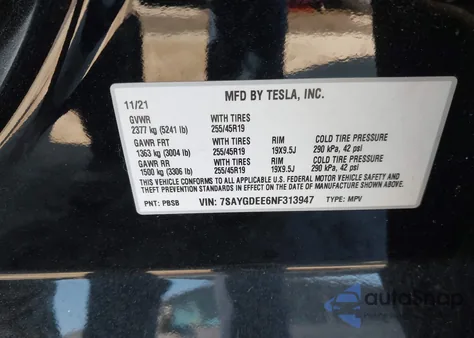 MFD BY TESLA, INC.
11/21
GVWR WITH TIRES
2377 kg (5241 lb) 255/45R19
GAWR FRT WITH TIRES RIM COLD TIRE PRESSURE
1363 kg (3004 lb) 255/45R19 19X9.5J 290 kPa, 42 psi
GAWR RR WITH TIRES RIM COLD TIRE PRESSURE
1500 kg (3306 lb) 255/45R19 19X9.5J 290 kPa, 42 psi
THIS VEHICLE CONFORMS TO ALL APPLICABLE U.S. FEDERAL MOTOR VEHICLE SAFETY AND
THEFT PREVENTION STANDARDS IN EFFECT ON THE DATE OF MANUFACTURE SHOWN ABOVE.
PNT: PBSB VIN: 7SAYGDEE6NF313947 TYPE: MPV
autoSnap